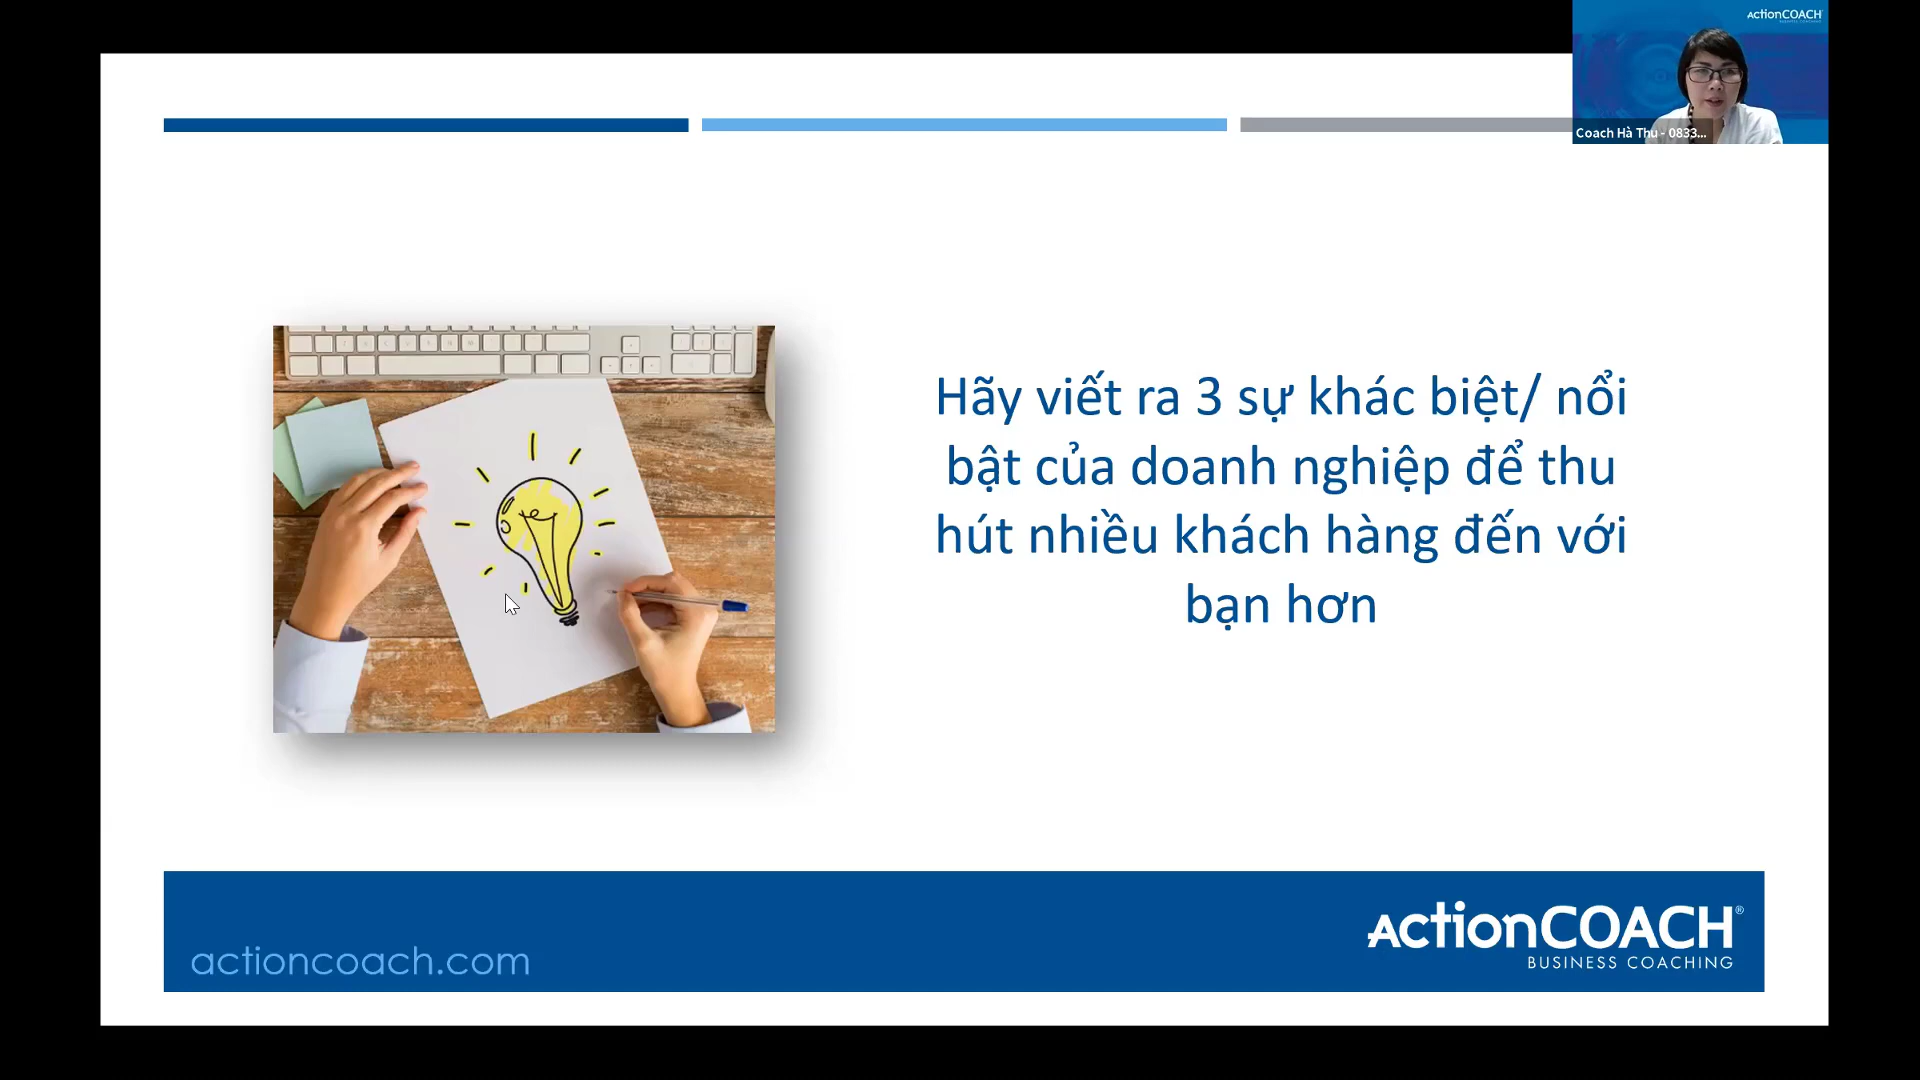 actionCOACH
Coach Hà Thu - 0833...
Hãy viết ra 3 sự khác biệt/ nổi
bật của doanh nghiệp để thu
hút nhiều khách hàng đến với
bạn hơn
actioncoach.com
actionCOACH®
BUSINESS COACHING